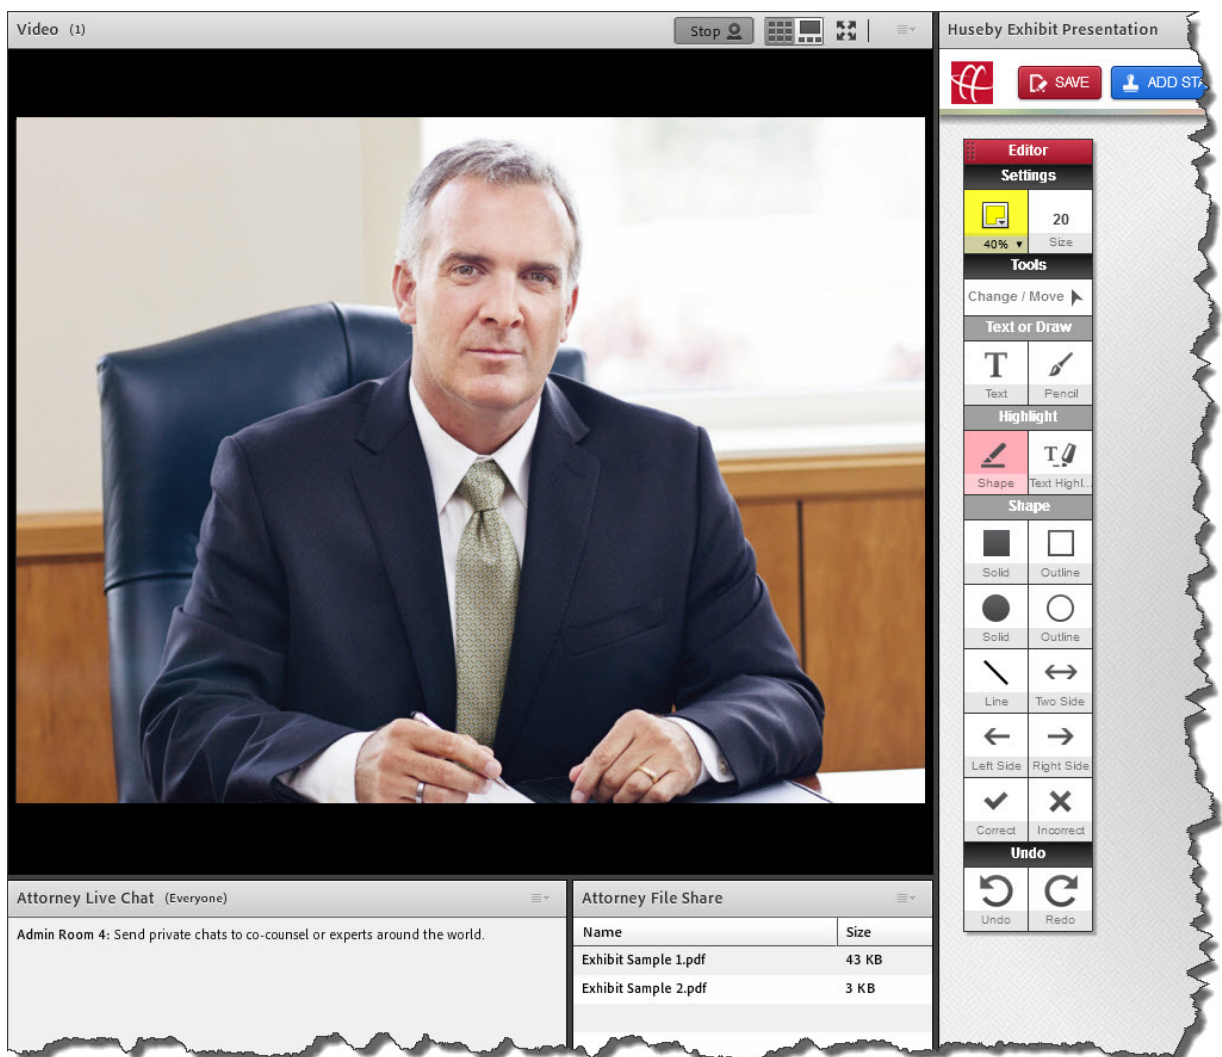 Video (1)
Stop
Huseby Exhibit Presentation
SAVE
ADD STA
Editor
Settings
40%
20
Size
Tools
Change / Move
Text or Draw
T
Text
Pencil
Highlight
T
Shape
Text Highl...
Shape
Solid
Outline
Solid
Outline
Line
Two Side
Left Side
Right Side
Correct
Incorrect
Undo
Undo
Redo
Attorney Live Chat (Everyone)
Admin Room 4: Send private chats to co-counsel or experts around the world.
Attorney File Share
Name
Size
Exhibit Sample 1.pdf
43 KB
Exhibit Sample 2.pdf
3 KB